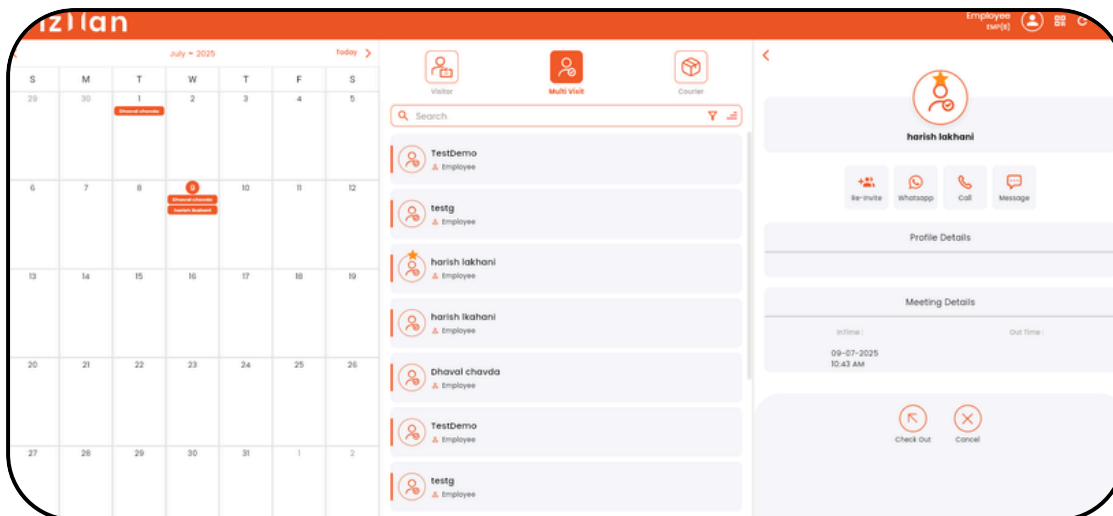 Employee
EMP(E)
July - 2025
Today
S M T W T F S
29 30 1 2 3 4 5
Dhaval chavda
6 7 8 9 10 11 12
Dhaval chavda
harish lkahani
13 14 15 16 17 18 19
20 21 22 23 24 25 26
27 28 29 30 31 1 2
Visitor
Multi Visit
Courier
Search
TestDemo
Employee
testg
Employee
harish lakhani
Employee
harish lkahani
Employee
Dhaval chavda
Employee
TestDemo
Employee
testg
Employee
harish lakhani
Re-Invite Whatsapp Call Message
Profile Details
Meeting Details
InTime : Out Time :
09-07-2025
10:43 AM
Check Out Cancel